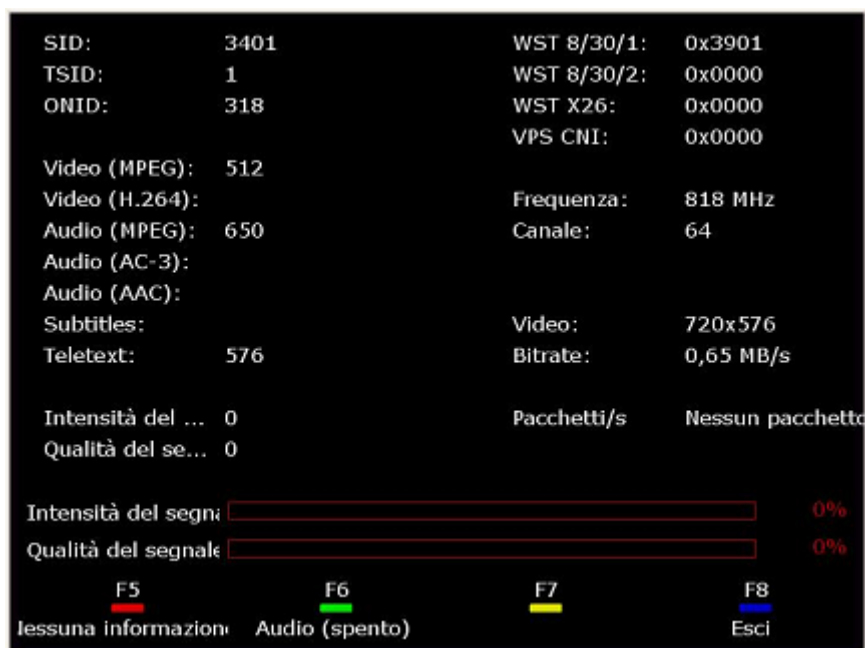 SID: 3401 WST 8/30/1: 0x3901
TSID: 1 WST 8/30/2: 0x0000
ONID: 318 WST X26: 0x0000
VPS CNI: 0x0000
Video (MPEG): 512
Video (H.264): Frequenza: 818 MHz
Audio (MPEG): 650 Canale: 64
Audio (AC-3):
Audio (AAC):
Subtitles: Video: 720x576
Teletext: 576 Bitrate: 0,65 MB/s
Intensità del ... 0 Pacchetti/s Nessun pacchetto
Qualità del se... 0
Intensità del segna 0%
Qualità del segnale 0%
F5 F6 F7 F8
lessuna informazion Audio (spento) Esci